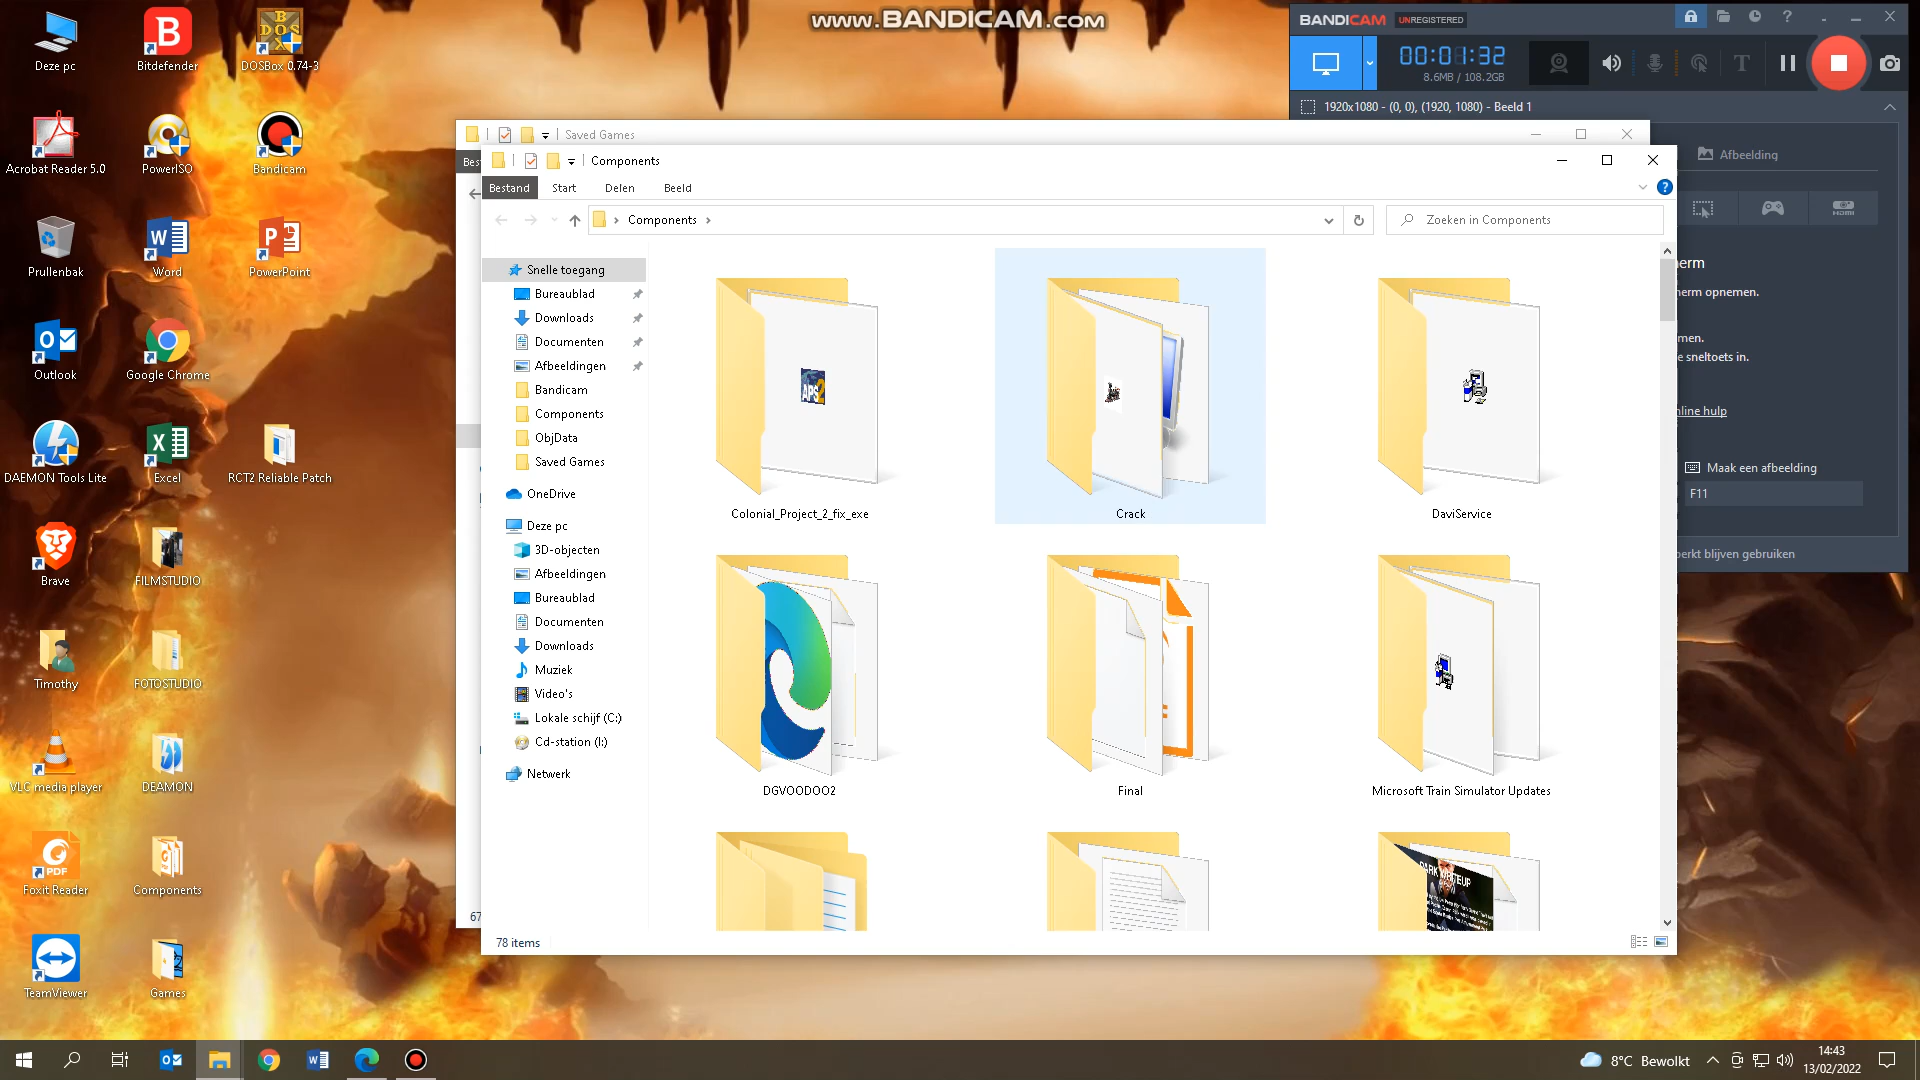 www.BANDICAM.com
Deze pc
Bitdefender
DOSBox 0.74-3
Acrobat Reader 5.0
PowerISO
Bandicam
Prullenbak
Word
PowerPoint
Outlook
Google Chrome
DAEMON Tools Lite
Excel
RCT2 Reliable Patch
Brave
FILMSTUDIO
Timothy
FOTOSTUDIO
VLC media player
DEAMON
Foxit Reader
Components
TeamViewer
Games
BANDICAM UNREGISTERED
00:01:32
8.6MB / 108.2GB
1920x1080 - (0, 0), (1920, 1080) - Beeld 1
Afbeelding
HDMI
herm opnemen.
e sneltoets in.
nline hulp
Maak een afbeelding
F11
perkt blijven gebruiken
Saved Games
Bes
67
Components
Bestand
Start
Delen
Beeld
Components
Zoeken in Components
Snelle toegang
Bureaublad
Downloads
Documenten
Afbeeldingen
Bandicam
Components
ObjData
Saved Games
OneDrive
Deze pc
3D-objecten
Afbeeldingen
Bureaublad
Documenten
Downloads
Muziek
Video's
Lokale schijf (C:)
Cd-station (I:)
Netwerk
APS2
Colonial_Project_2_fix_exe
Crack
DaviService
DGVOODOO2
Final
Microsoft Train Simulator Updates
78 items
8°C Bewolkt
14:43
13/02/2022